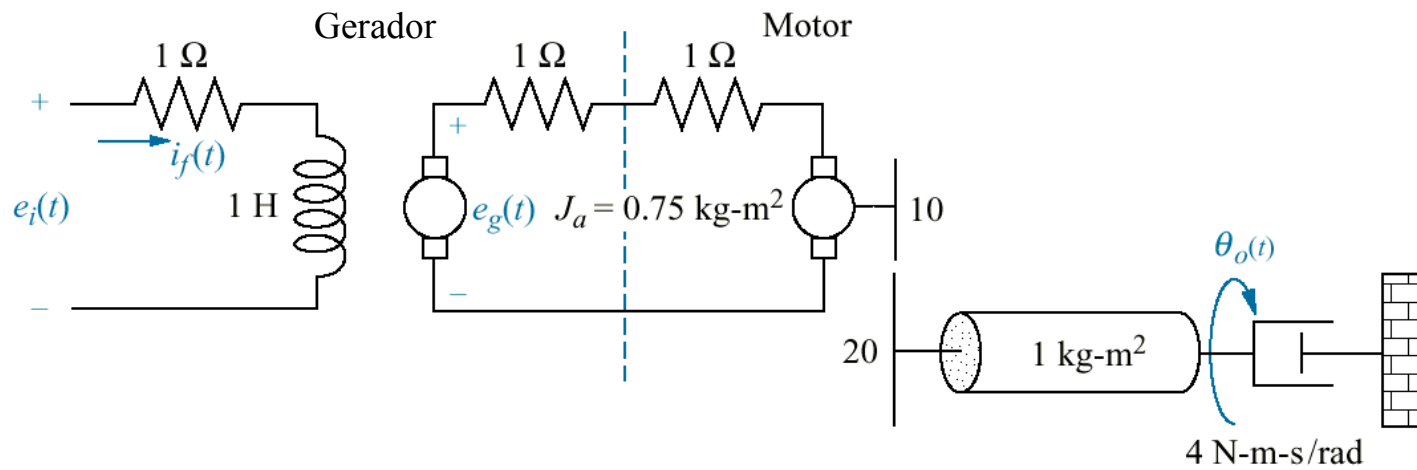 Gerador
Motor
1 Ω
1 Ω
1 Ω
+
i_f(t)
e_i(t)
1 H
−
+
e_g(t)
−
J_a = 0.75 kg-m²
10
20
1 kg-m²
θ_o(t)
4 N-m-s/rad